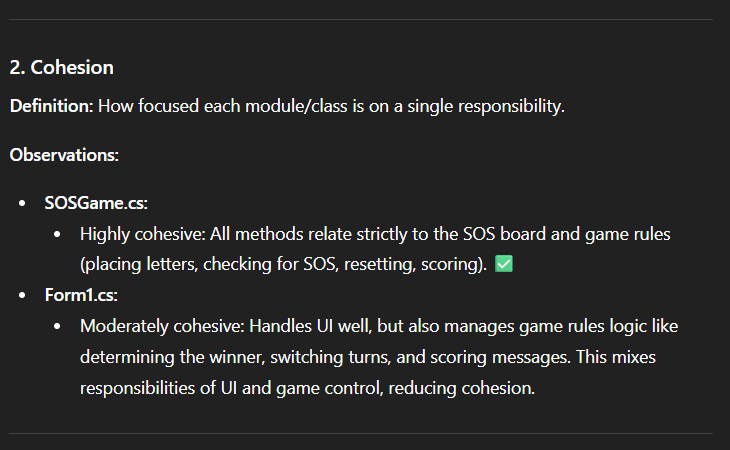 2. Cohesion
Definition: How focused each module/class is on a single responsibility.
Observations:
• SOSGame.cs:
• Highly cohesive: All methods relate strictly to the SOS board and game rules
(placing letters, checking for SOS, resetting, scoring). ✅
• Form1.cs:
• Moderately cohesive: Handles UI well, but also manages game rules logic like
determining the winner, switching turns, and scoring messages. This mixes
responsibilities of UI and game control, reducing cohesion.